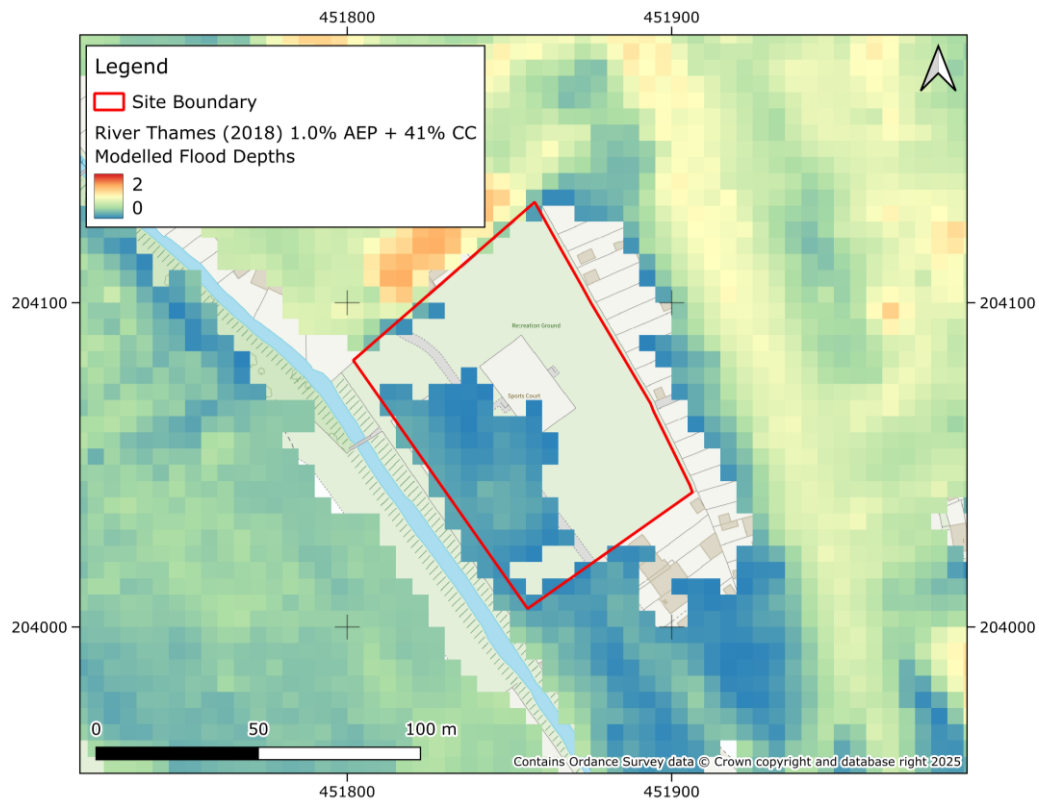 451800
451900
Legend
Site Boundary
River Thames (2018) 1.0% AEP + 41% CC
Modelled Flood Depths
2
0
204100
204100
Recreation Ground
Sports Court
204000
204000
0
50
100 m
Contains Ordance Survey data © Crown copyright and database right 2025
451800
451900